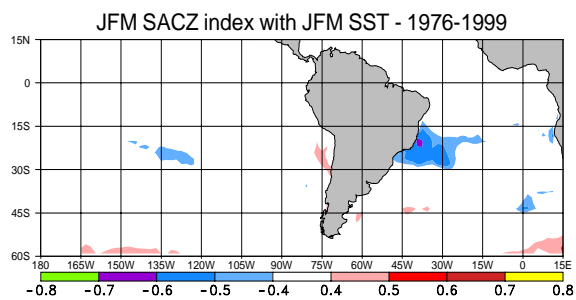 JFM SACZ index with JFM SST - 1976-1999
15N
0
15S
30S
45S
60S
180 165W 150W 135W 120W 105W 90W 75W 60W 45W 30W 15W 0 15E
-0.8 -0.7 -0.6 -0.5 -0.4 0.4 0.5 0.6 0.7 0.8